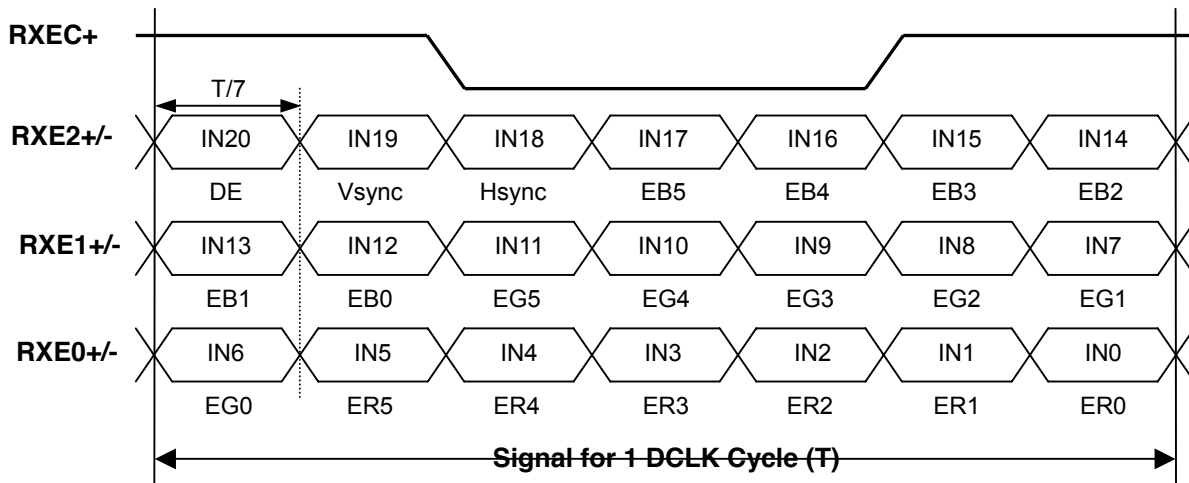 RXEC+
T/7
RXE2+/- IN20 IN19 IN18 IN17 IN16 IN15 IN14
DE Vsync Hsync EB5 EB4 EB3 EB2
RXE1+/- IN13 IN12 IN11 IN10 IN9 IN8 IN7
EB1 EB0 EG5 EG4 EG3 EG2 EG1
RXE0+/- IN6 IN5 IN4 IN3 IN2 IN1 IN0
EG0 ER5 ER4 ER3 ER2 ER1 ER0
Signal for 1 DCLK Cycle (T)